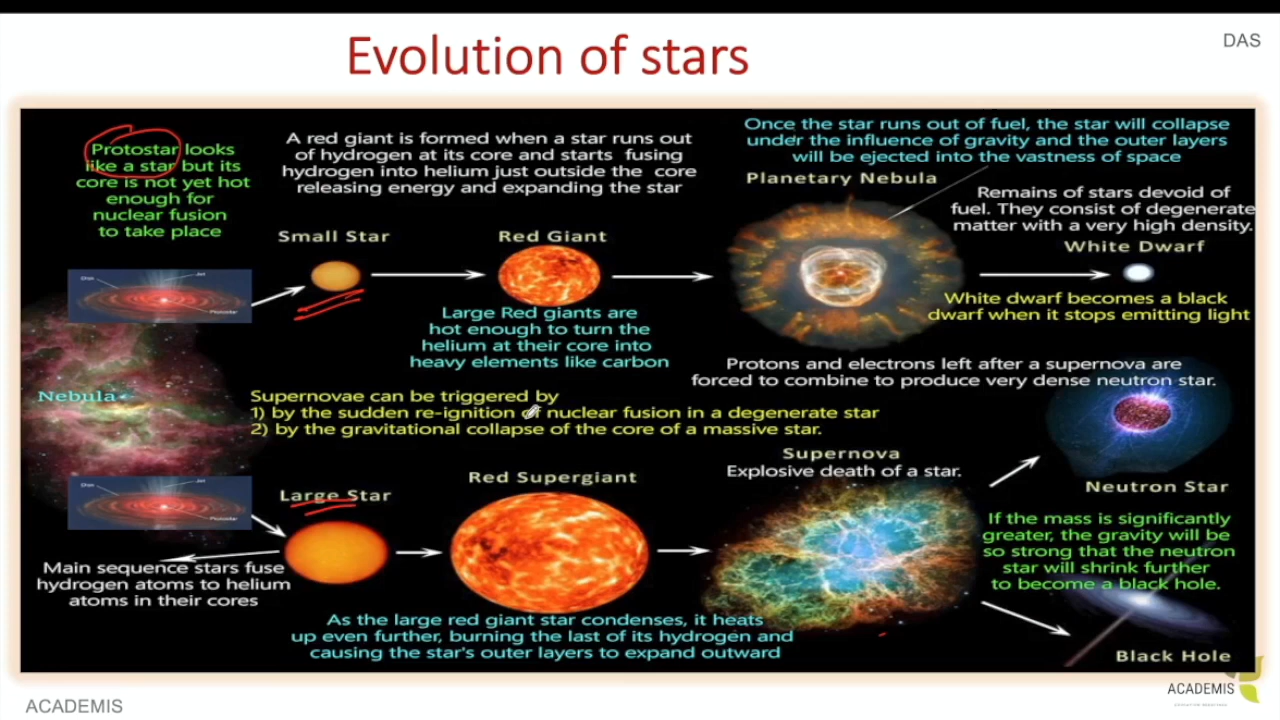 Evolution of stars
DAS
Protostar looks
like a star but its
core is not yet hot
enough for
nuclear fusion
to take place
A red giant is formed when a star runs out
of hydrogen at its core and starts fusing
hydrogen into helium just outside the core
releasing energy and expanding the star
Once the star runs out of fuel, the star will collapse
under the influence of gravity and the outer layers
will be ejected into the vastness of space
Planetary Nebula
Remains of stars devoid of
fuel. They consist of degenerate
matter with a very high density.
Small Star
Red Giant
White Dwarf
Disc
Jet
Protostar
Large Red giants are
hot enough to turn the
helium at their core into
heavy elements like carbon
White dwarf becomes a black
dwarf when it stops emitting light
Protons and electrons left after a supernova are
forced to combine to produce very dense neutron star.
Nebula
Supernovae can be triggered by
1) by the sudden re-ignition of nuclear fusion in a degenerate star
2) by the gravitational collapse of the core of a massive star.
Supernova
Explosive death of a star.
Red Supergiant
Large Star
Neutron Star
Disc
Jet
Protostar
If the mass is significantly
greater, the gravity will be
so strong that the neutron
star will shrink further
to become a black hole.
Main sequence stars fuse
hydrogen atoms to helium
atoms in their cores
As the large red giant star condenses, it heats
up even further, burning the last of its hydrogen and
causing the star's outer layers to expand outward
Black Hole
ACADEMIS
ACADEMIS